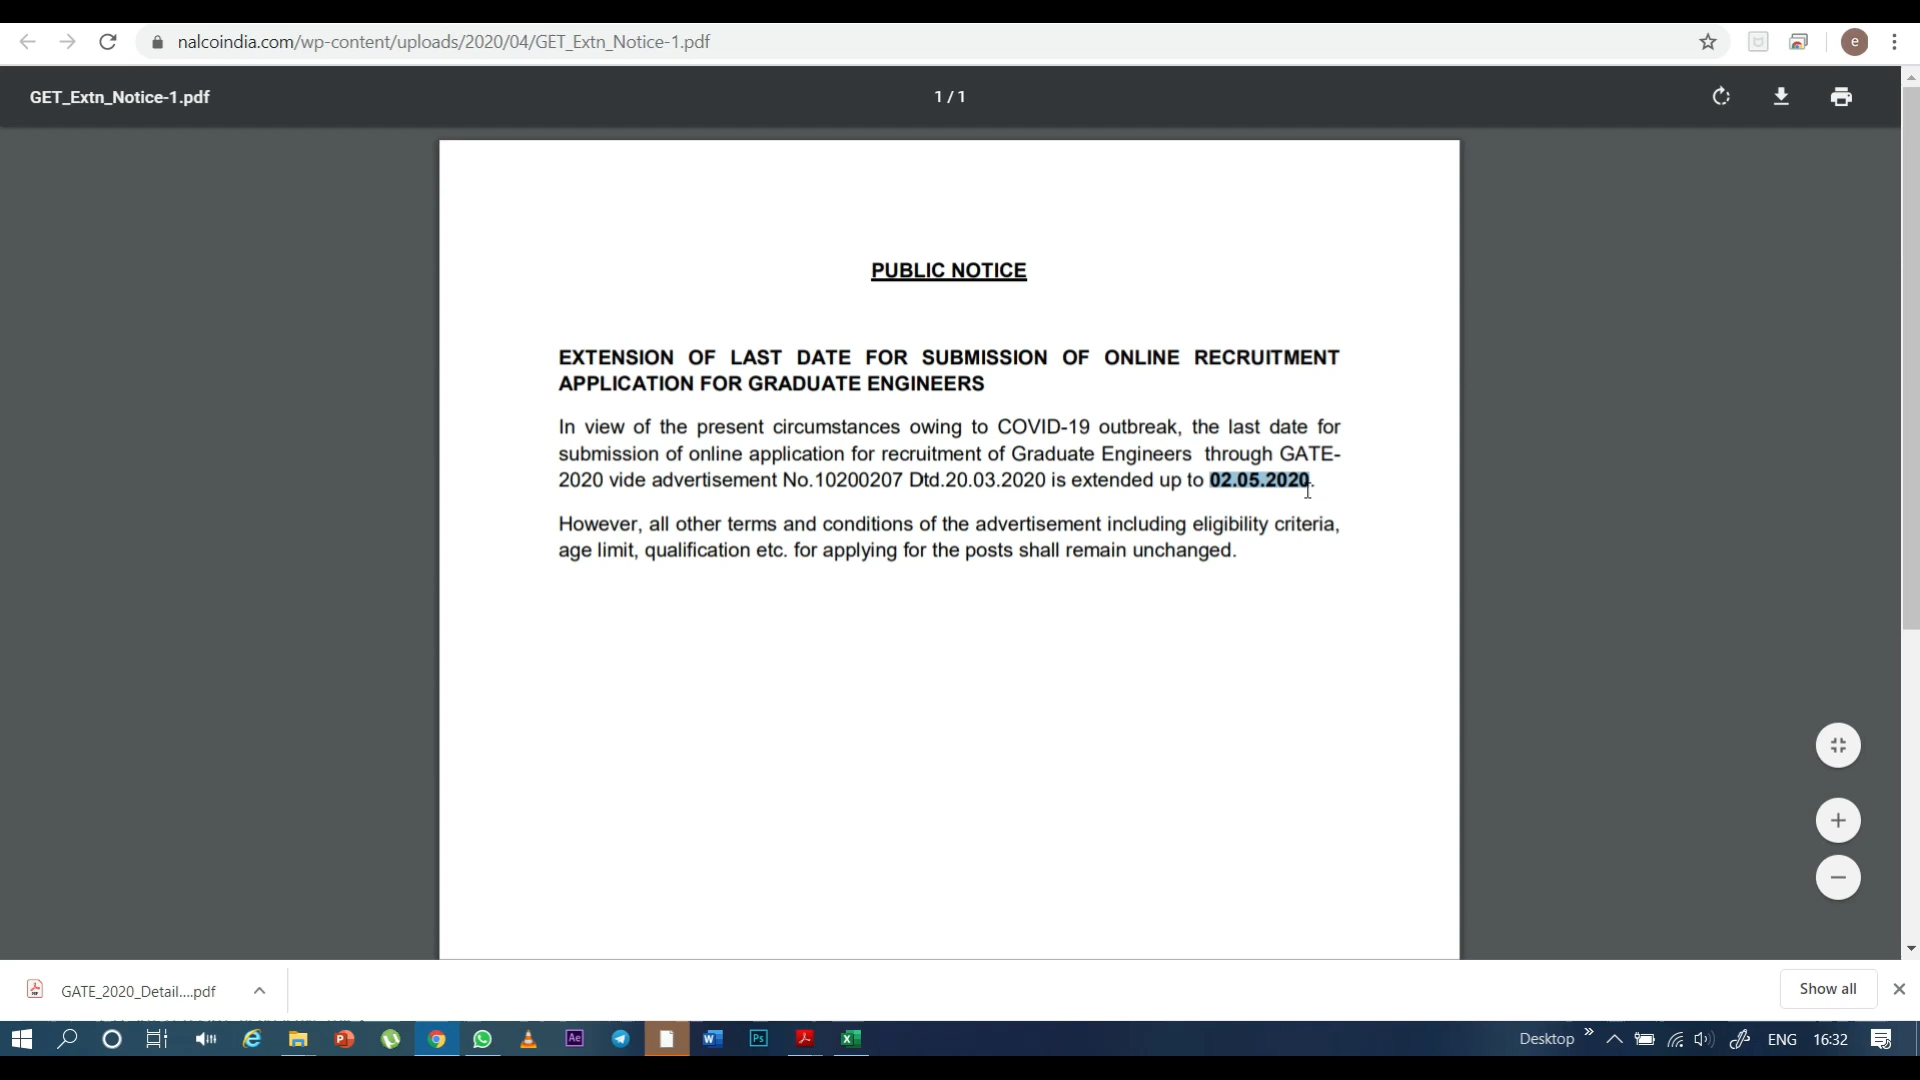 nalcoindia.com/wp-content/uploads/2020/04/GET_Extn_Notice-1.pdf
e
GET_Extn_Notice-1.pdf
1 / 1
PUBLIC NOTICE
EXTENSION OF LAST DATE FOR SUBMISSION OF ONLINE RECRUITMENT
APPLICATION FOR GRADUATE ENGINEERS
In view of the present circumstances owing to COVID-19 outbreak, the last date for
submission of online application for recruitment of Graduate Engineers through GATE-
2020 vide advertisement No.10200207 Dtd.20.03.2020 is extended up to 02.05.2020.
However, all other terms and conditions of the advertisement including eligibility criteria,
age limit, qualification etc. for applying for the posts shall remain unchanged.
GATE_2020_Detail....pdf
Show all
Ae
Ps
Desktop
ENG
16:32